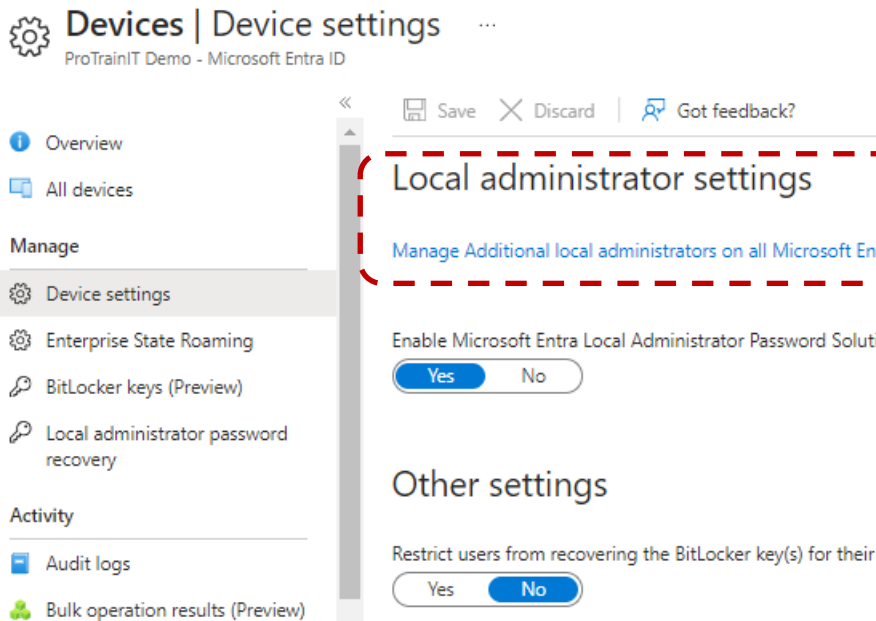 Devices | Device settings ...
ProTrainIT Demo - Microsoft Entra ID
«
Overview
All devices
Manage
Device settings
Enterprise State Roaming
BitLocker keys (Preview)
Local administrator password
recovery
Activity
Audit logs
Bulk operation results (Preview)
Save Discard Got feedback?
Local administrator settings
Manage Additional local administrators on all Microsoft En
Enable Microsoft Entra Local Administrator Password Soluti
Yes No
Other settings
Restrict users from recovering the BitLocker key(s) for their
Yes No